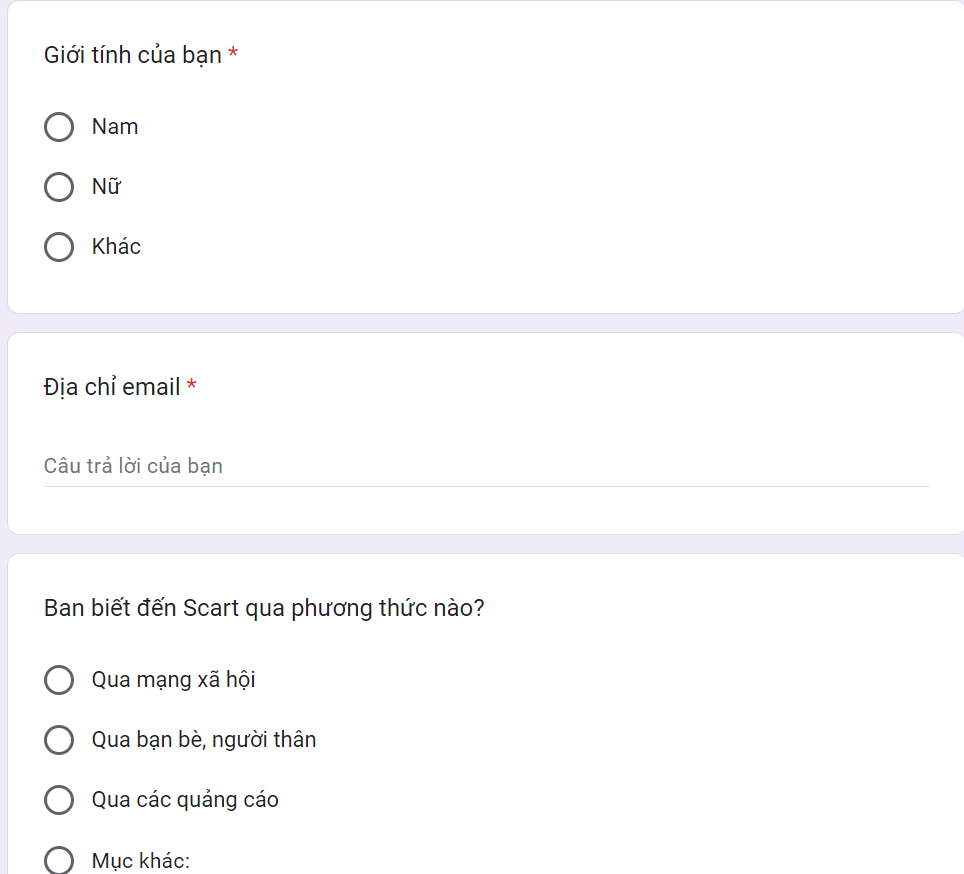 Giới tính của bạn *
Nam
Nữ
Khác
Địa chỉ email *
Câu trả lời của bạn
Ban biết đến Scart qua phương thức nào?
Qua mạng xã hội
Qua bạn bè, người thân
Qua các quảng cáo
Mục khác: